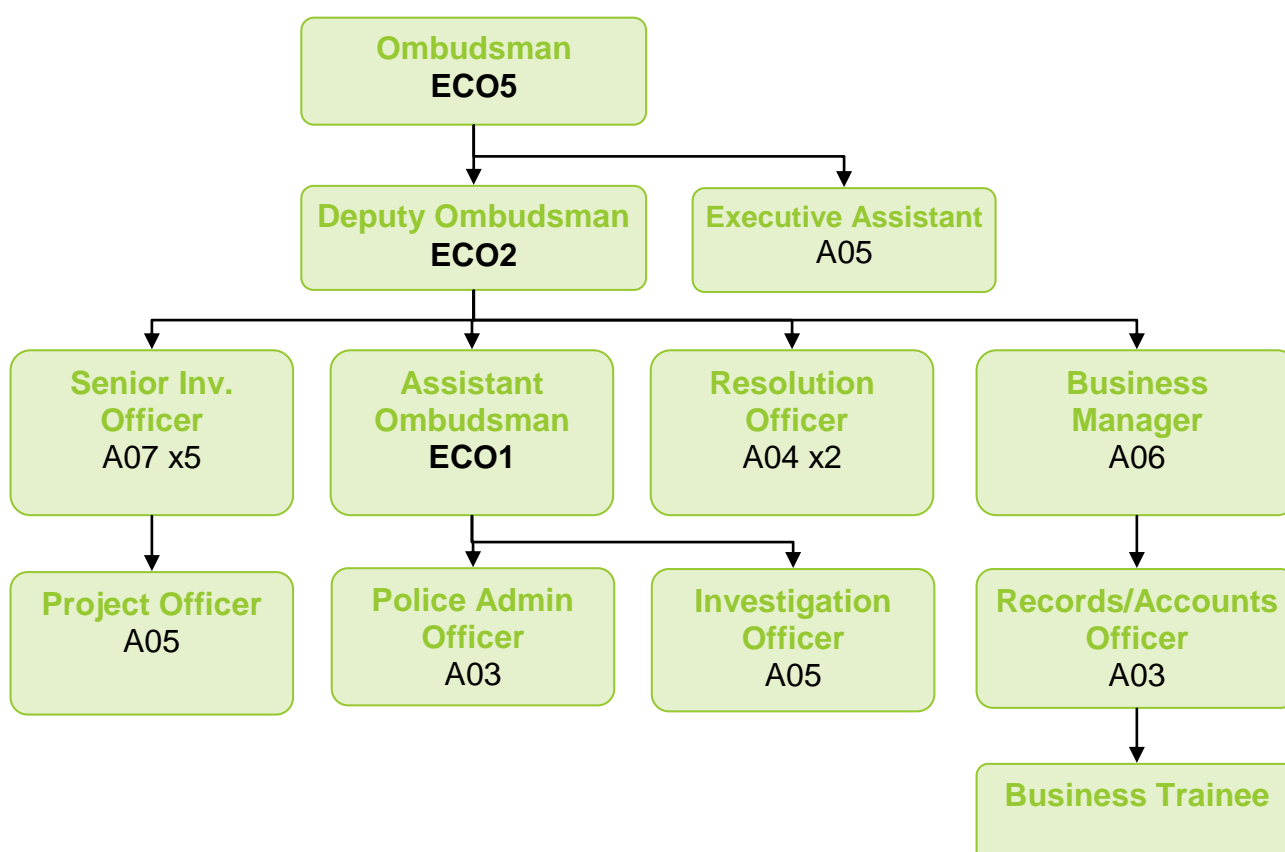 Ombudsman
ECO5
Deputy Ombudsman
ECO2
Executive Assistant
A05
Senior Inv.
Officer
A07 x5
Assistant
Ombudsman
ECO1
Resolution
Officer
A04 x2
Business
Manager
A06
Project Officer
A05
Police Admin
Officer
A03
Investigation
Officer
A05
Records/Accounts
Officer
A03
Business Trainee